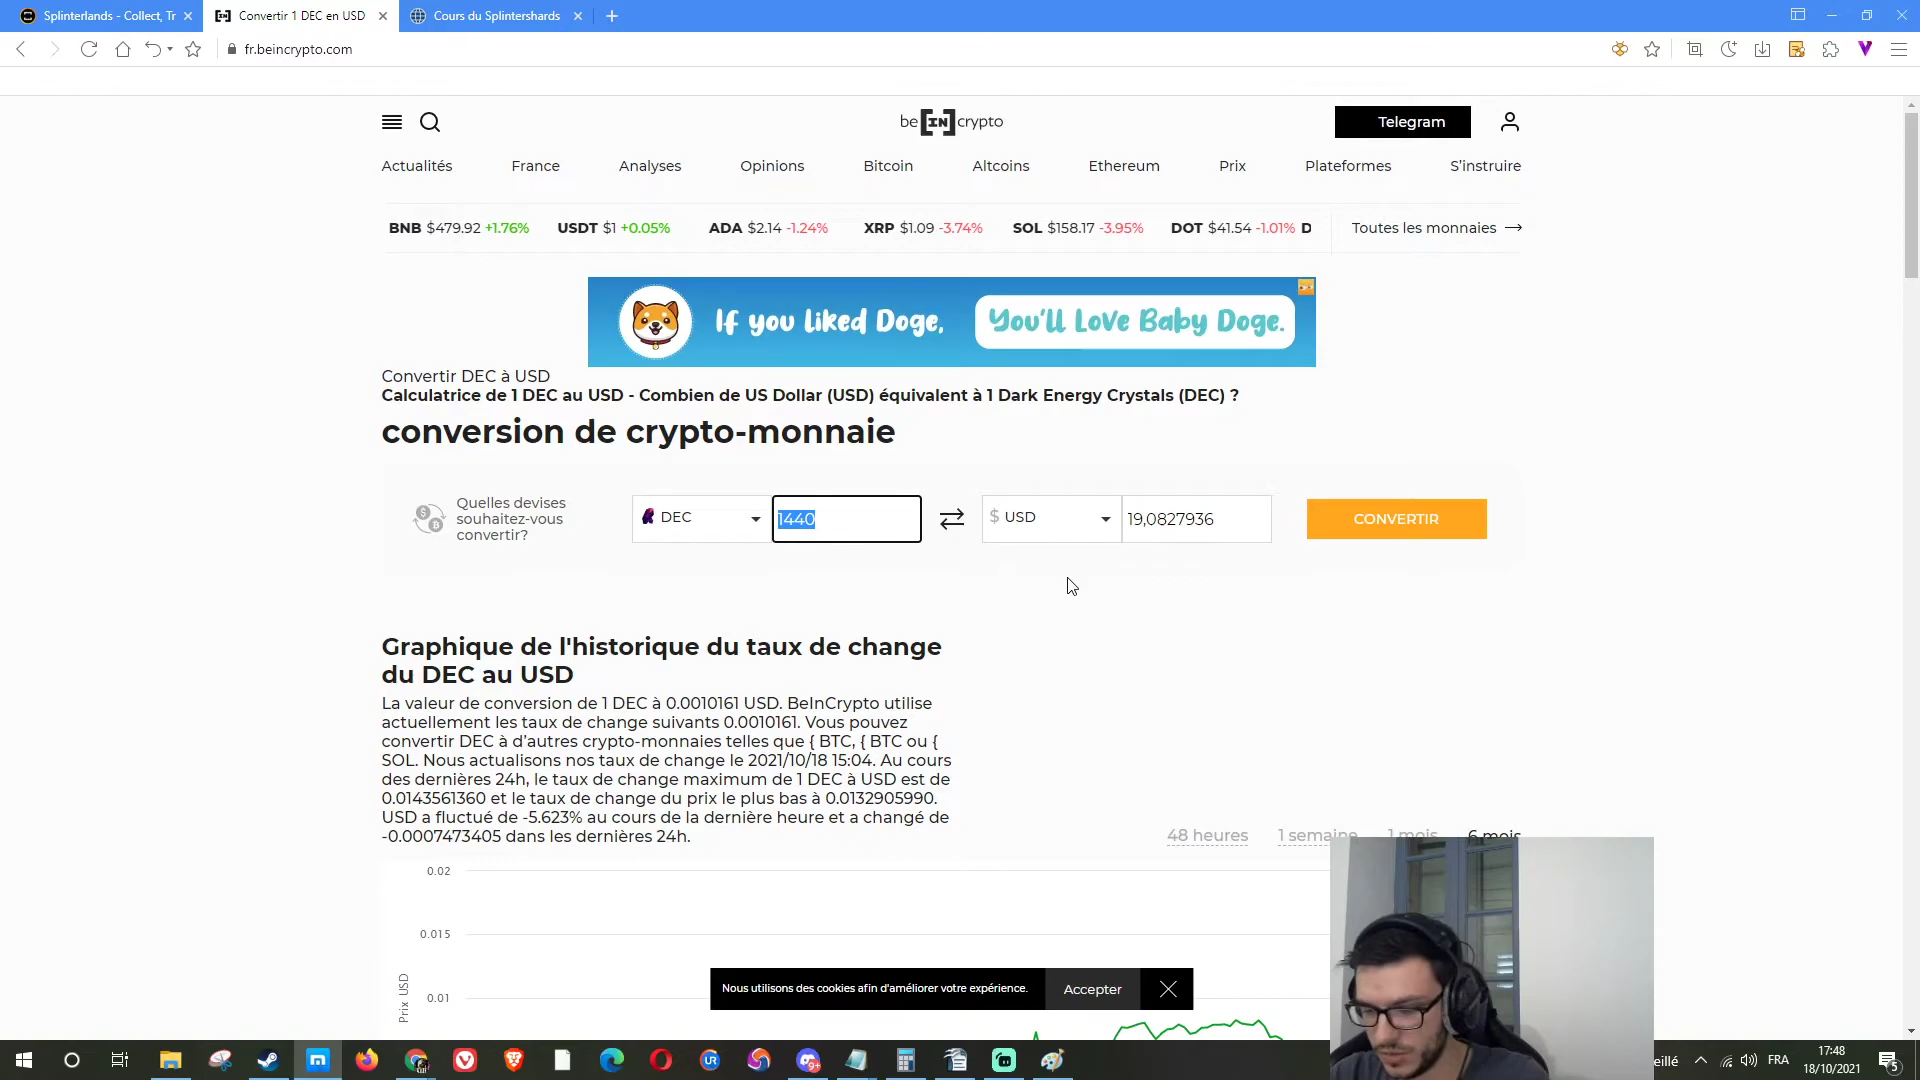 Splinterlands - Collect, Tr
Convertir 1 DEC en USD
Cours du Splintershards
fr.beincrypto.com
be[IN]crypto
Telegram
Actualités France Analyses Opinions Bitcoin Altcoins Ethereum Prix Plateformes S'instruire
BNB $479.92 +1.76% USDT $1 +0.05% ADA $2.14 -1.24% XRP $1.09 -3.74% SOL $158.17 -3.95% DOT $41.54 -1.01% D
Toutes les monnaies →
If you liked Doge, You'll Love Baby Doge.
Convertir DEC à USD
Calculatrice de 1 DEC au USD - Combien de US Dollar (USD) équivalent à 1 Dark Energy Crystals (DEC) ?
conversion de crypto-monnaie
Quelles devises
souhaitez-vous
convertir?
DEC
1440
$ USD
19,0827936
CONVERTIR
Graphique de l'historique du taux de change
du DEC au USD
La valeur de conversion de 1 DEC à 0.0010161 USD. BeInCrypto utilise
actuellement les taux de change suivants 0.0010161. Vous pouvez
convertir DEC à d'autres crypto-monnaies telles que { BTC, { BTC ou {
SOL. Nous actualisons nos taux de change le 2021/10/18 15:04. Au cours
des dernières 24h, le taux de change maximum de 1 DEC à USD est de
0.0143561360 et le taux de change du prix le plus bas à 0.0132905990.
USD a fluctué de -5.623% au cours de la dernière heure et a changé de
-0.0007473405 dans les dernières 24h.
48 heures 1 semaine 1 mois 6 mois
0.02
0.015
0.01
Prix USD
Nous utilisons des cookies afin d'améliorer votre expérience.
Accepter
eillé
FRA
17:48
18/10/2021
5